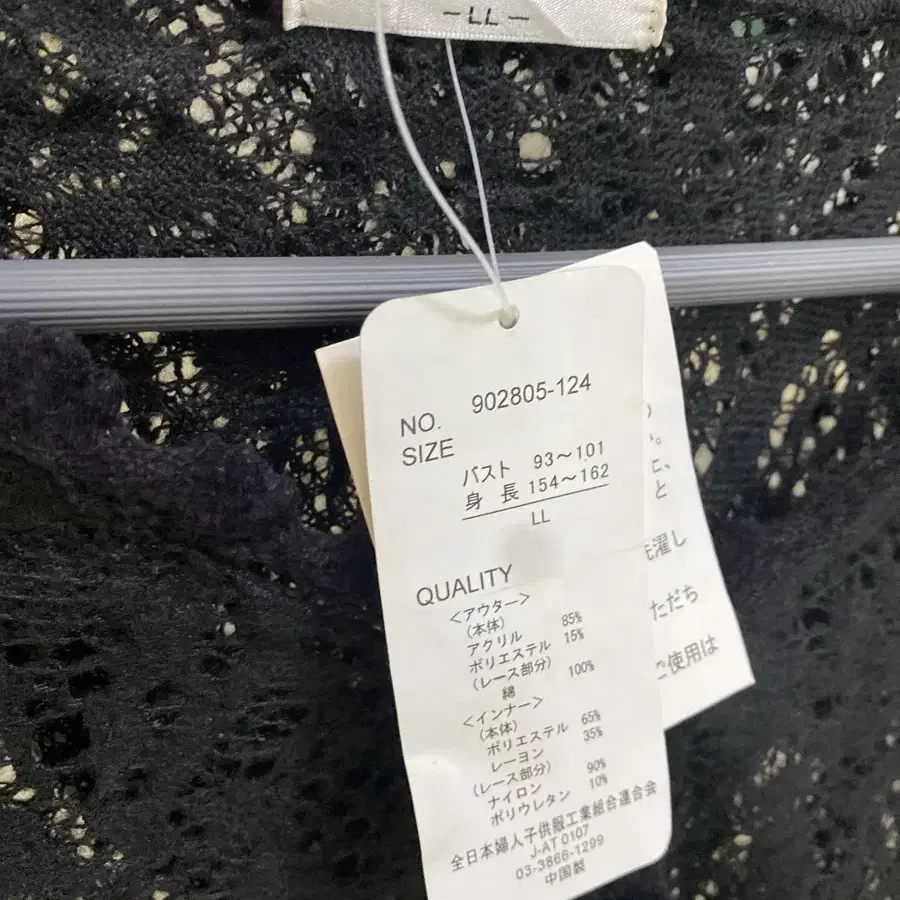 -LL-
NO. 902805-124
SIZE
バスト 93～101
身 長 154～162
LL
QUALITY
<アウター>
(本体)
アクリル 85%
ポリエステル 15%
(レース部分)
綿 100%
<インナー>
(本体)
ポリエステル 65%
レーヨン 35%
(レース部分)
ナイロン 90%
ポリウレタン 10%
全日本婦人子供服工業組合連合会
J-AT 0107
03-3866-1299
中国製
と
洗濯し
ただち
ご使用は